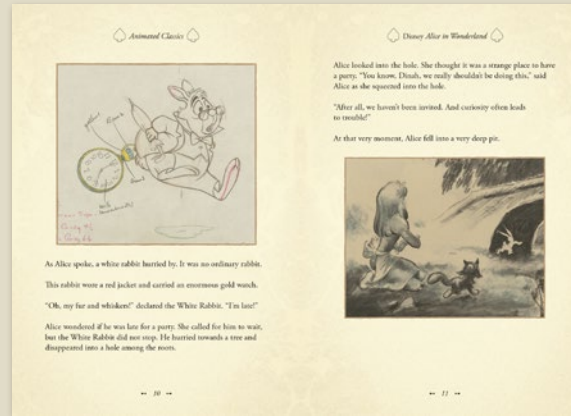 Animated Classics
As Alice spoke, a white rabbit hurried by. It was no ordinary rabbit.
This rabbit wore a red jacket and carried an enormous gold watch.
"Oh, my fur and whiskers!" declared the White Rabbit. "I'm late!"
Alice wondered if he was late for a party. She called for him to wait,
but the White Rabbit did not stop. He hurried towards a tree and
disappeared into a hole among the roots.
10
Disney Alice in Wonderland
Alice looked into the hole. She thought it was a strange place to have
a party. "You know, Dinah, we really shouldn't be doing this," said
Alice as she squeezed into the hole.
"After all, we haven't been invited. And curiosity often leads
to trouble!"
At that very moment, Alice fell into a very deep pit.
11